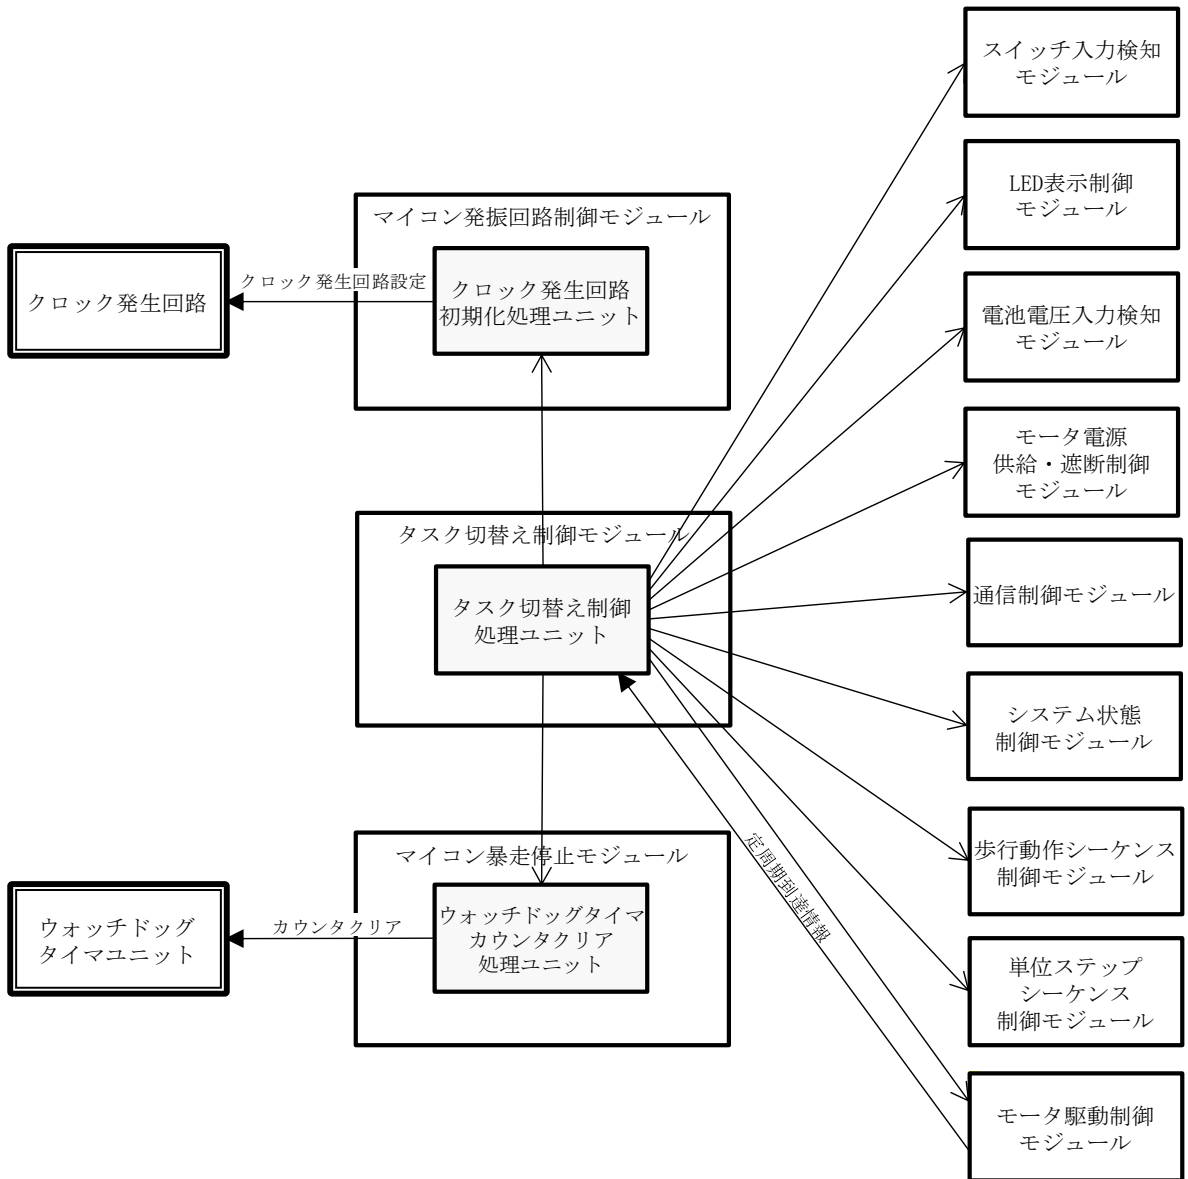 スイッチ入力検知
モジュール
LED表示制御
モジュール
マイコン発振回路制御モジュール
クロック発生回路
クロック発生回路設定
クロック発生回路
初期化処理ユニット
電池電圧入力検知
モジュール
モータ電源
供給・遮断制御
モジュール
タスク切替え制御モジュール
タスク切替え制御
処理ユニット
通信制御モジュール
システム状態
制御モジュール
マイコン暴走停止モジュール
ウォッチドッグ
タイマユニット
カウンタクリア
ウォッチドッグタイマ
カウンタクリア
処理ユニット
定周期到達情報
歩行動作シーケンス
制御モジュール
単位ステップ
シーケンス
制御モジュール
モータ駆動制御
モジュール